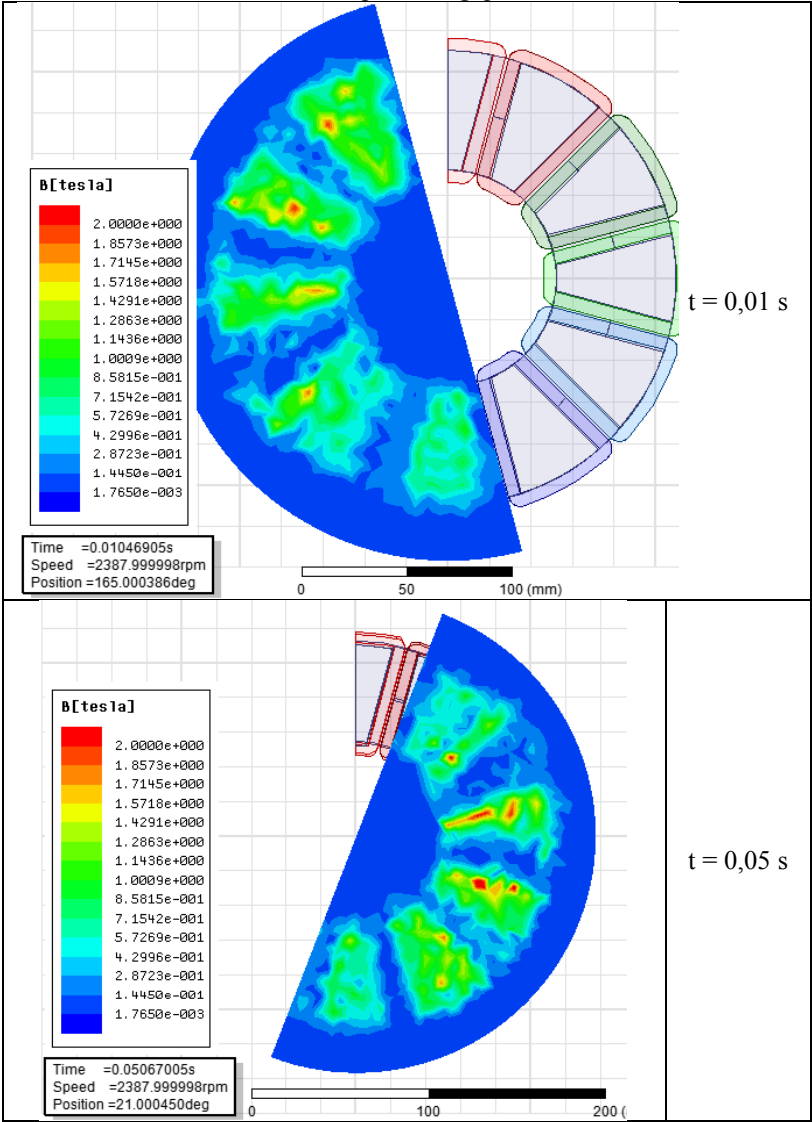 B[tesla]
2.0000e+000
1.8573e+000
1.7145e+000
1.5718e+000
1.4291e+000
1.2863e+000
1.1436e+000
1.0009e+000
8.5815e-001
7.1542e-001
5.7269e-001
4.2996e-001
2.8723e-001
1.4450e-001
1.7650e-003
t = 0,01 s
Time =0.01046905s
Speed =2387.999998rpm
Position =165.000386deg
0 50 100 (mm)
B[tesla]
2.0000e+000
1.8573e+000
1.7145e+000
1.5718e+000
1.4291e+000
1.2863e+000
1.1436e+000
1.0009e+000
8.5815e-001
7.1542e-001
5.7269e-001
4.2996e-001
2.8723e-001
1.4450e-001
1.7650e-003
t = 0,05 s
Time =0.05067005s
Speed =2387.999998rpm
Position =21.000450deg
0 100 200 (